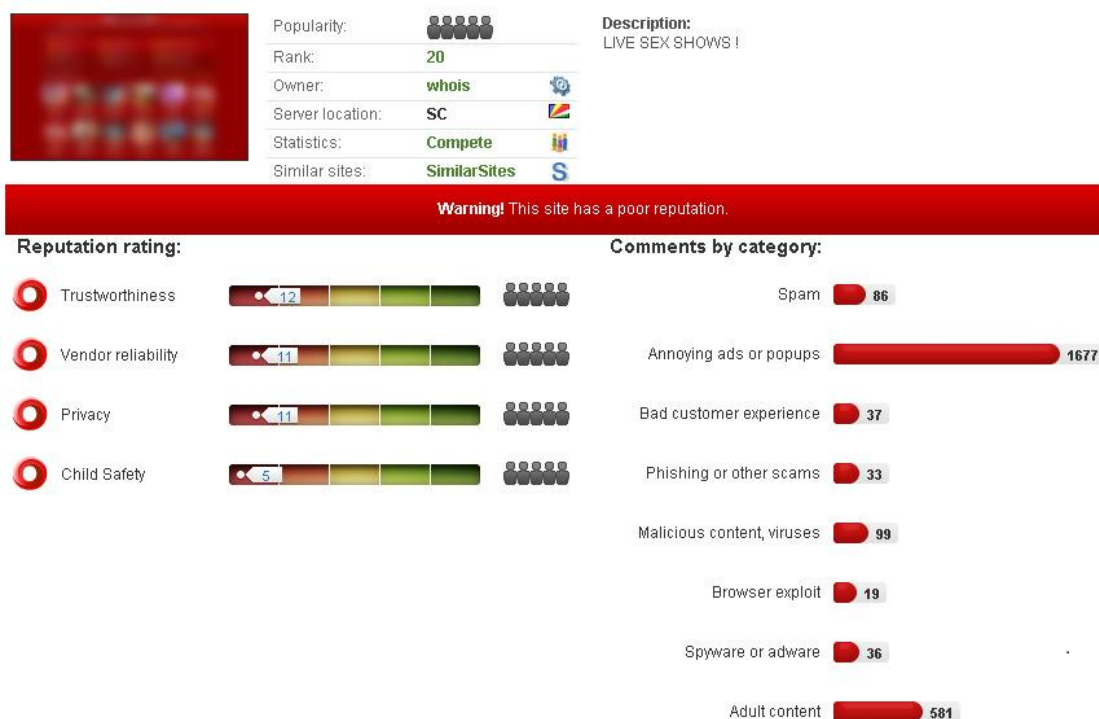 Popularity:
Rank: 20
Owner: whois
Server location: SC
Statistics: Compete
Similar sites: SimilarSites S
Description:
LIVE SEX SHOWS !
Warning! This site has a poor reputation.
Reputation rating:
Trustworthiness 12
Vendor reliability 11
Privacy 11
Child Safety 5
Comments by category:
Spam 86
Annoying ads or popups 1677
Bad customer experience 37
Phishing or other scams 33
Malicious content, viruses 99
Browser exploit 19
Spyware or adware 36
Adult content 581